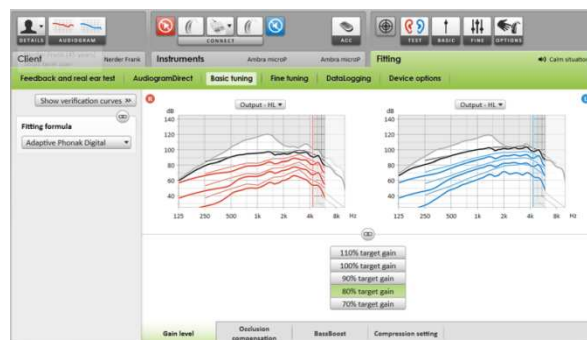 DETAILS AUDIOGRAM CONNECT ACC TEST BASIC FINE OPTIONS
Client Nerder Frank Instruments Ambra microP Ambra microP Fitting Calm situation
Feedback and real ear test AudiogramDirect Basic tuning Fine tuning DataLogging Device options
Show verification curves »
Fitting formula
Adaptive Phonak Digital
R
Output - HL
Output - HL
dB
140
120
100
80
60
40
125 250 500 1k 2k 4k 8k Hz
dB
140
120
100
80
60
40
125 250 500 1k 2k 4k 8k Hz
110% target gain
100% target gain
90% target gain
80% target gain
70% target gain
Gain level Occlusion compensation BassBoost Compression setting